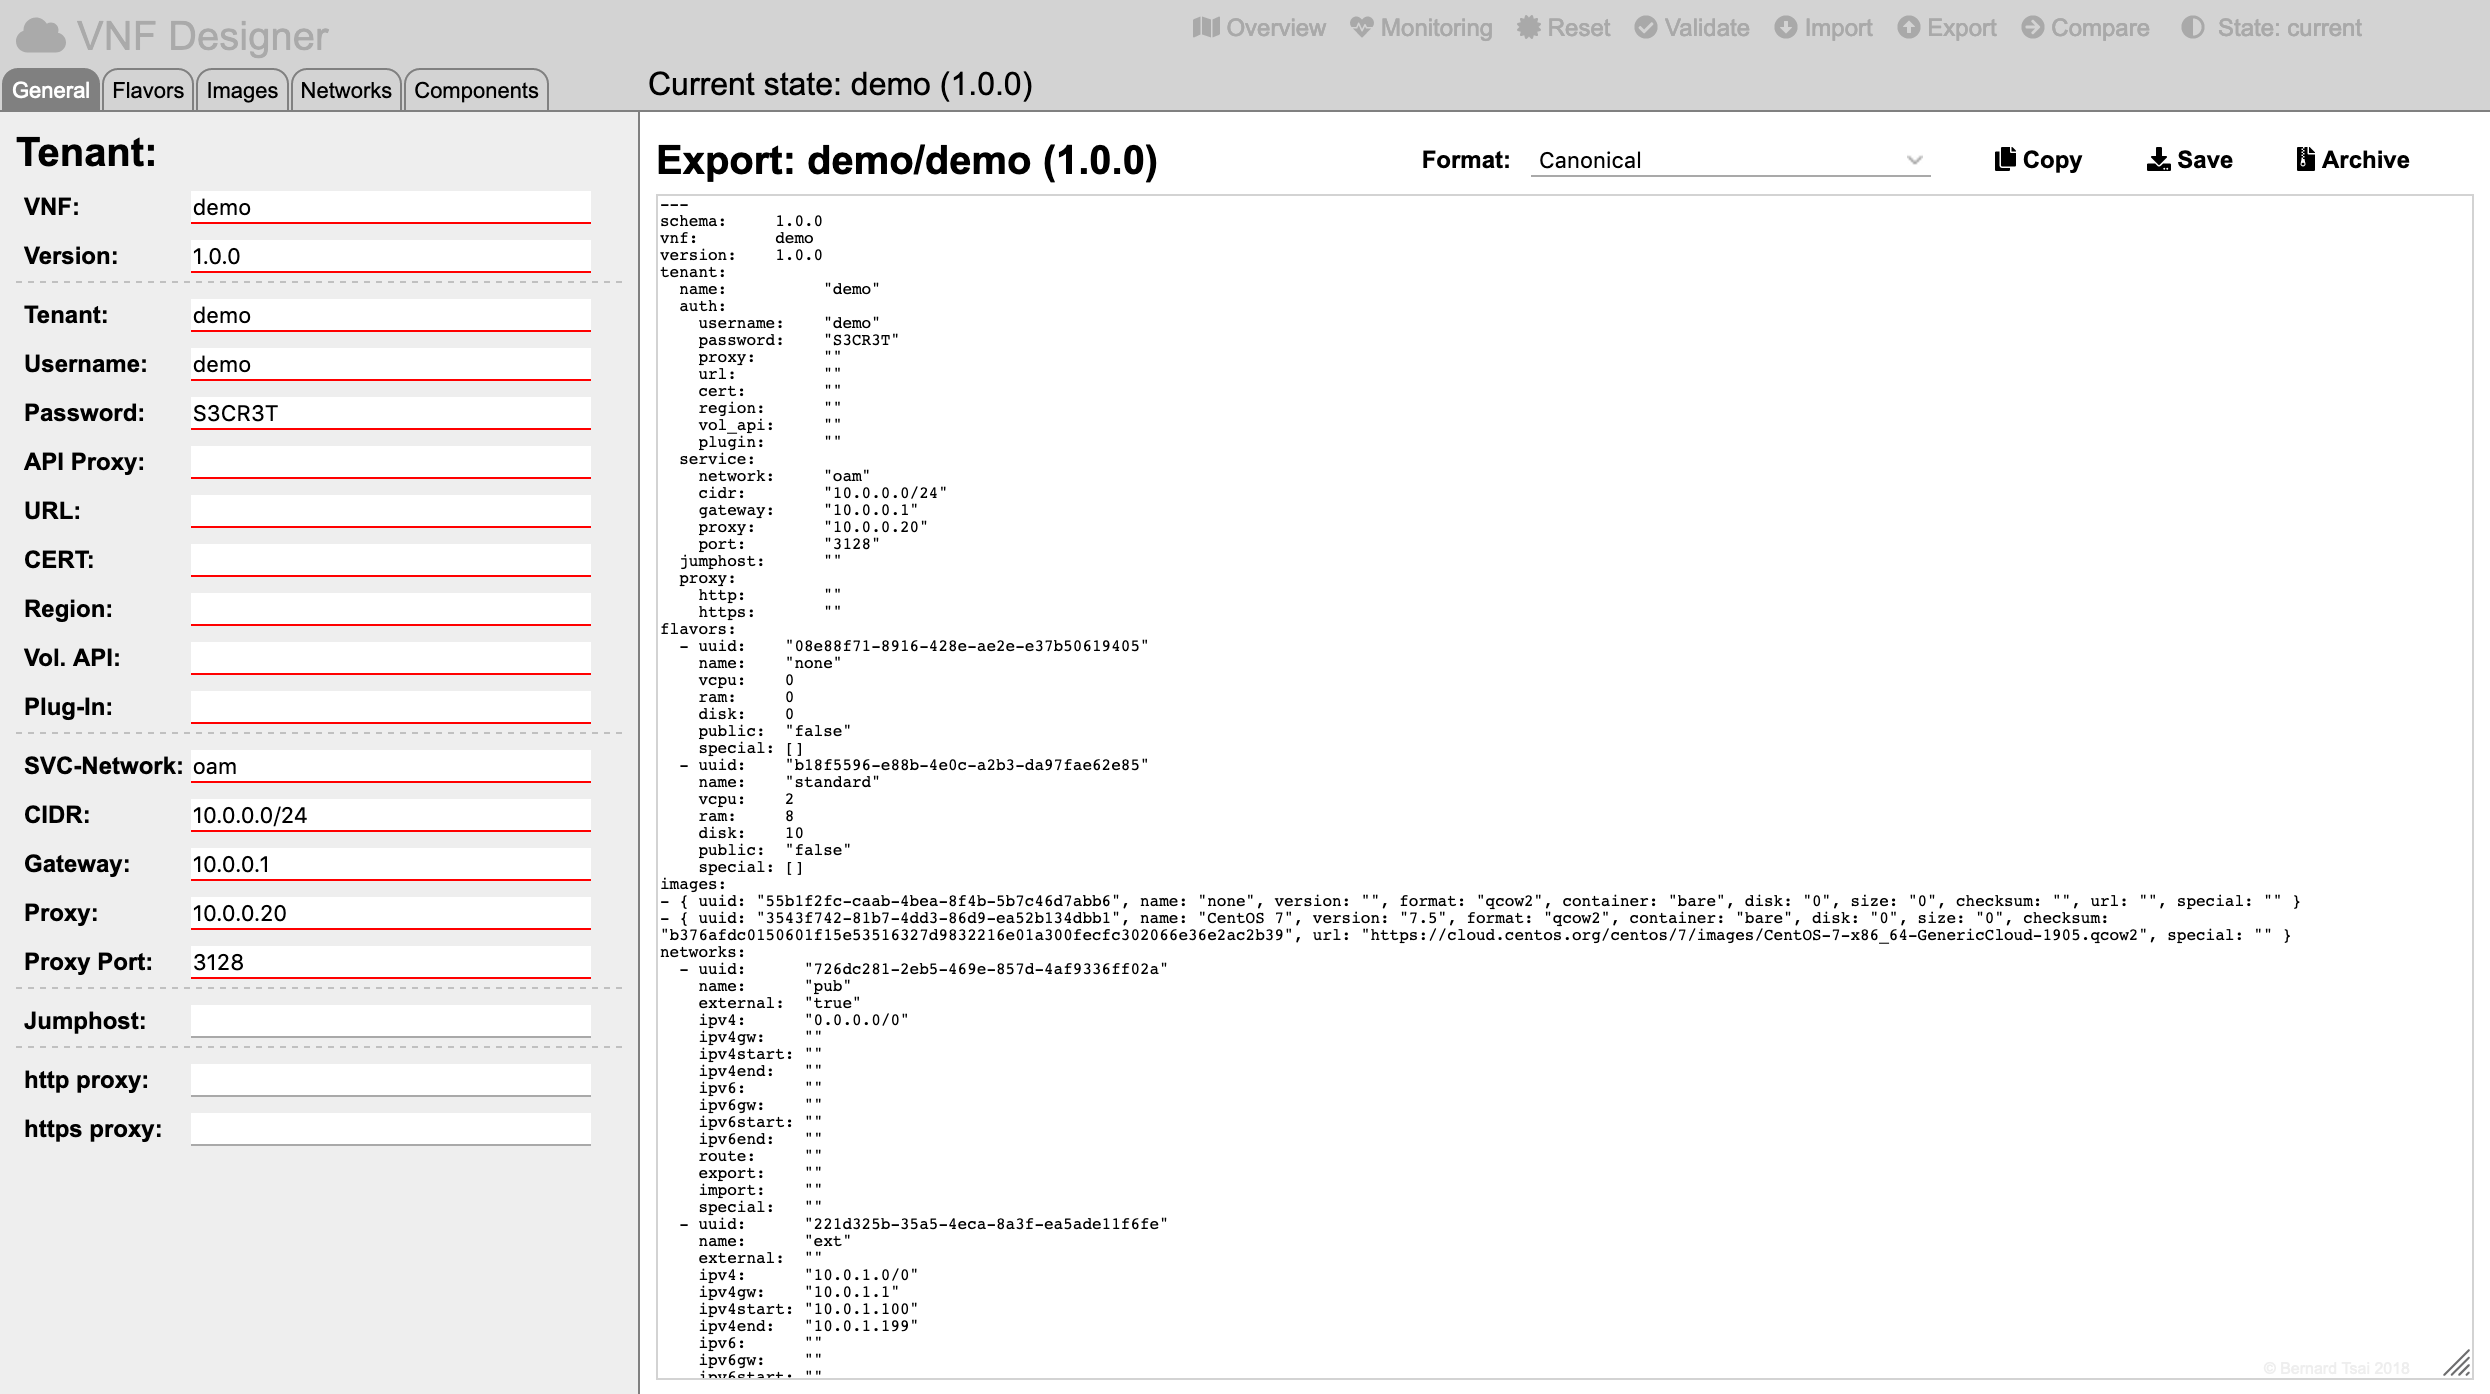 VNF Designer
Overview Monitoring Reset Validate Import Export Compare State: current
General Flavors Images Networks Components
Current state: demo (1.0.0)
Tenant:
VNF: demo
Version: 1.0.0
Tenant: demo
Username: demo
Password: S3CR3T
API Proxy:
URL:
CERT:
Region:
Vol. API:
Plug-In:
SVC-Network: oam
CIDR: 10.0.0.0/24
Gateway: 10.0.0.1
Proxy: 10.0.0.20
Proxy Port: 3128
Jumphost:
http proxy:
https proxy:
Export: demo/demo (1.0.0)
Format: Canonical Copy Save Archive
---
schema: 1.0.0
vnf: demo
version: 1.0.0
tenant:
name: "demo"
auth:
username: "demo"
password: "S3CR3T"
proxy: ""
url: ""
cert: ""
region: ""
vol_api: ""
plugin: ""
service:
network: "oam"
cidr: "10.0.0.0/24"
gateway: "10.0.0.1"
proxy: "10.0.0.20"
port: "3128"
jumphost: ""
proxy:
http: ""
https: ""
flavors:
- uuid: "08e88f71-8916-428e-ae2e-e37b50619405"
name: "none"
vcpu: 0
ram: 0
disk: 0
public: "false"
special: []
- uuid: "b18f5596-e88b-4e0c-a2b3-da97fae62e85"
name: "standard"
vcpu: 2
ram: 8
disk: 10
public: "false"
special: []
images:
- { uuid: "55b1f2fc-caab-4bea-8f4b-5b7c46d7abb6", name: "none", version: "", format: "qcow2", container: "bare", disk: "0", size: "0", checksum: "", url: "", special: "" }
- { uuid: "3543f742-81b7-4dd3-86d9-ea52b134dbb1", name: "CentOS 7", version: "7.5", format: "qcow2", container: "bare", disk: "0", size: "0", checksum:
"b376afdc0150601f15e53516327d9832216e01a300fecfc302066e36e2ac2b39", url: "https://cloud.centos.org/centos/7/images/CentOS-7-x86_64-GenericCloud-1905.qcow2", special: "" }
networks:
- uuid: "726dc281-2eb5-469e-857d-4af9336ff02a"
name: "pub"
external: "true"
ipv4: "0.0.0.0/0"
ipv4gw: ""
ipv4start: ""
ipv4end: ""
ipv6: ""
ipv6gw: ""
ipv6start: ""
ipv6end: ""
route: ""
export: ""
import: ""
special: ""
- uuid: "221d325b-35a5-4eca-8a3f-ea5ade11f6fe"
name: "ext"
external: ""
ipv4: "10.0.1.0/0"
ipv4gw: "10.0.1.1"
ipv4start: "10.0.1.100"
ipv4end: "10.0.1.199"
ipv6: ""
ipv6gw: ""
ipv6start: ""
© Bernard Tsai 2018